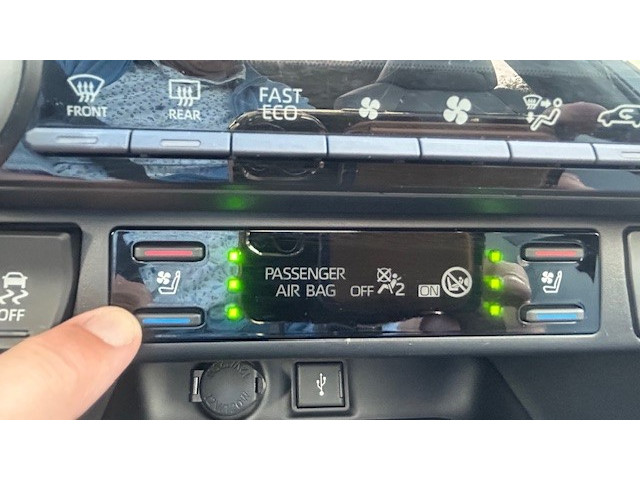 FRONT
REAR
FAST
ECO
PASSENGER
AIR BAG OFF 2 ON
OFF